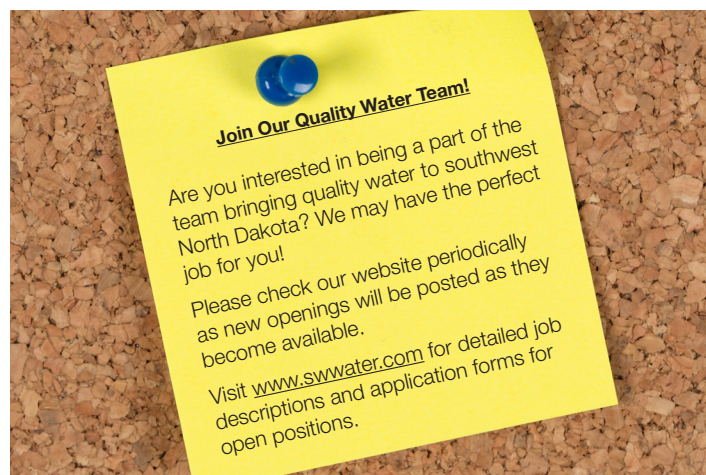 Join Our Quality Water Team!
Are you interested in being a part of the
team bringing quality water to southwest
North Dakota? We may have the perfect
job for you!
Please check our website periodically
as new openings will be posted as they
become available.
Visit www.swwater.com for detailed job
descriptions and application forms for
open positions.